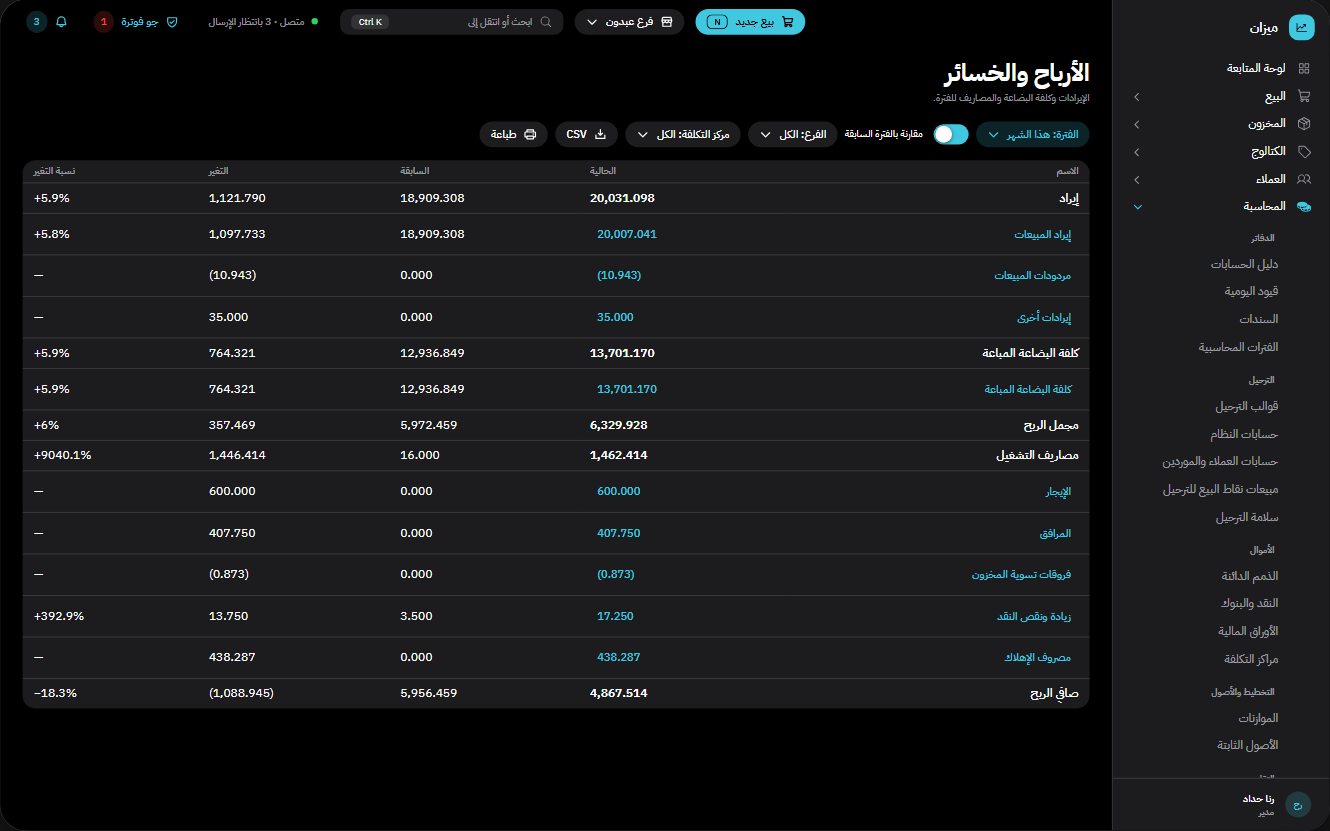 ميزان
لوحة المتابعة
البيع
المخزون
الكتالوج
العملاء
المحاسبة
الدفاتر
دليل الحسابات
قيود اليومية
السندات
الفترات المحاسبية
الترحيل
قوالب الترحيل
حسابات النظام
حسابات العملاء والموردين
مبيعات نقاط البيع للترحيل
سلامة الترحيل
الأموال
الذمم الدائنة
النقد والبنوك
الأوراق المالية
مراكز التكلفة
التخطيط والأصول
الموازنات
الأصول الثابتة
رح
رنا حداد
مدير
بيع جديد N
فرع عبدون
ابحث أو انتقل إلى Ctrl K
متصل · 3 بانتظار الإرسال
جو فوترة 1
3
الأرباح والخسائر
الإيرادات وكلفة البضاعة والمصاريف للفترة.
الفترة: هذا الشهر
مقارنة بالفترة السابقة
الفرع: الكل
مركز التكلفة: الكل
CSV
طباعة
الاسم الحالية السابقة التغير نسبة التغير
إيراد 20,031.098 18,909.308 1,121.790 +5.9%
إيراد المبيعات 20,007.041 18,909.308 1,097.733 +5.8%
مردودات المبيعات (10.943) 0.000 (10.943) —
إيرادات أخرى 35.000 0.000 35.000 —
كلفة البضاعة المباعة 13,701.170 12,936.849 764.321 +5.9%
كلفة البضاعة المباعة 13,701.170 12,936.849 764.321 +5.9%
مجمل الربح 6,329.928 5,972.459 357.469 +6%
مصاريف التشغيل 1,462.414 16.000 1,446.414 +9040.1%
الإيجار 600.000 0.000 600.000 —
المرافق 407.750 0.000 407.750 —
فروقات تسوية المخزون (0.873) 0.000 (0.873) —
زيادة ونقص النقد 17.250 3.500 13.750 +392.9%
مصروف الإهلاك 438.287 0.000 438.287 —
صافي الربح 4,867.514 5,956.459 (1,088.945) −18.3%